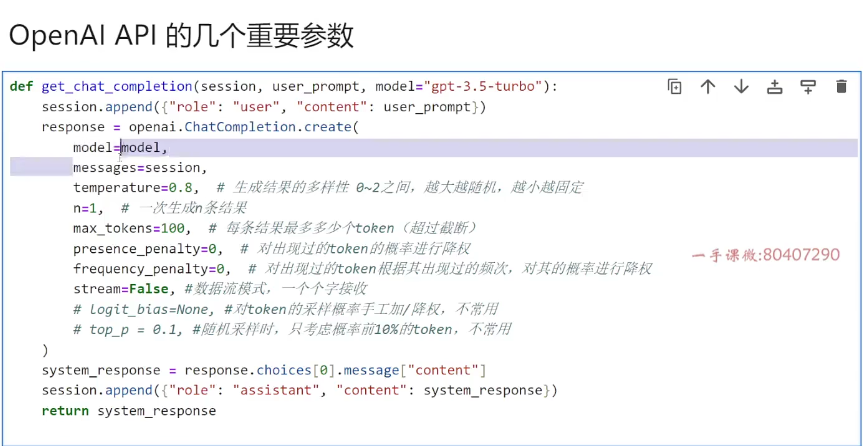 OpenAI API 的几个重要参数
def get_chat_completion(session, user_prompt, model="gpt-3.5-turbo"):
    session.append({"role": "user", "content": user_prompt})
    response = openai.ChatCompletion.create(
        model=model,
        messages=session,
        temperature=0.8,  # 生成结果的多样性 0~2之间，越大越随机，越小越固定
        n=1,  # 一次生成n条结果
        max_tokens=100,  # 每条结果最多多少个token（超过截断）
        presence_penalty=0,  # 对出现过的token的概率进行降权
        frequency_penalty=0,  # 对出现过的token根据其出现过的频次，对其的概率进行降权
一手课微:80407290
        stream=False, #数据流模式，一个个字接收
        # logit_bias=None, #对token的采样概率手工加/降权，不常用
        # top_p = 0.1, #随机采样时，只考虑概率前10%的token，不常用
    )
    system_response = response.choices[0].message["content"]
    session.append({"role": "assistant", "content": system_response})
    return system_response